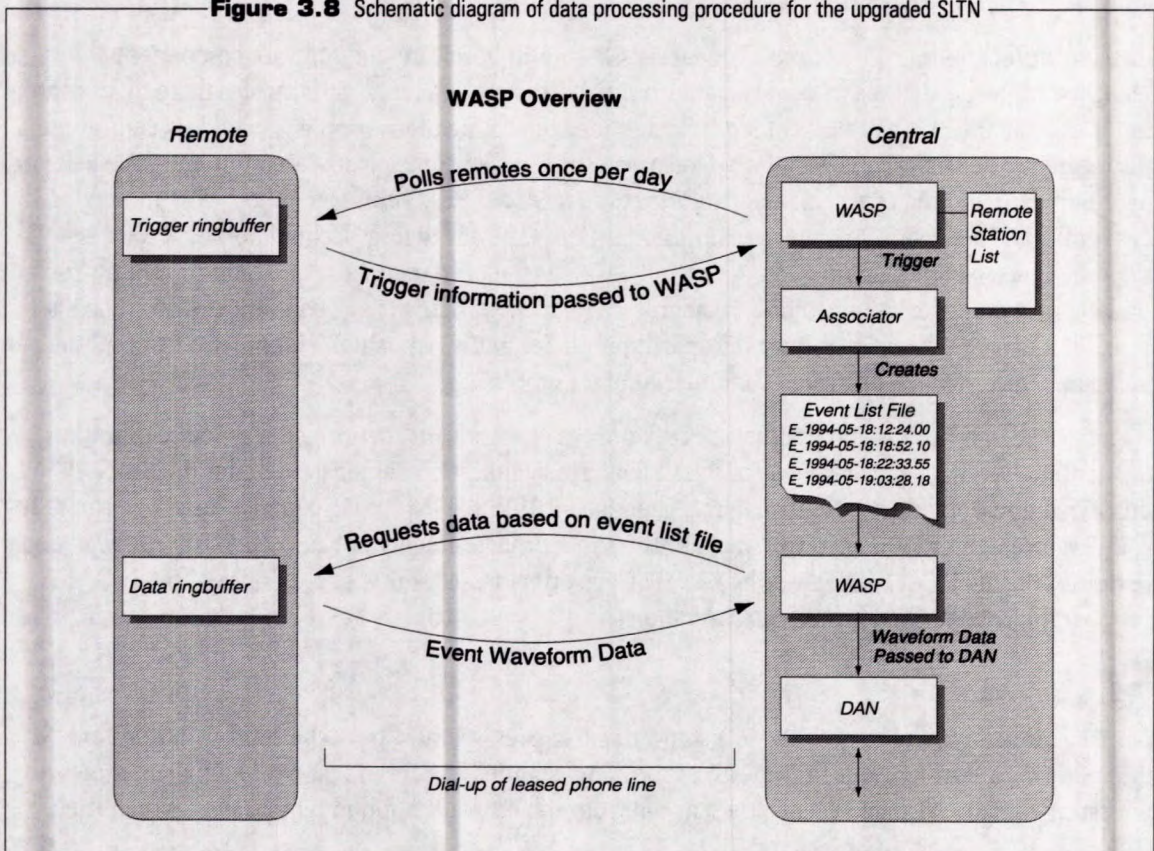 Figure 3.8 Schematic diagram of data processing procedure for the upgraded SLTN
WASP Overview
Remote
Central
Polls remotes once per day
Trigger ringbuffer
WASP
Remote
Station
List
Trigger information passed to WASP
Trigger
Associator
Creates
Event List File
E_1994-05-18:12:24.00
E_1994-05-18:18:52.10
E_1994-05-18:22:33.55
E_1994-05-19:03:28.18
Requests data based on event list file
Data ringbuffer
WASP
Event Waveform Data
Waveform Data
Passed to DAN
DAN
Dial-up of leased phone line